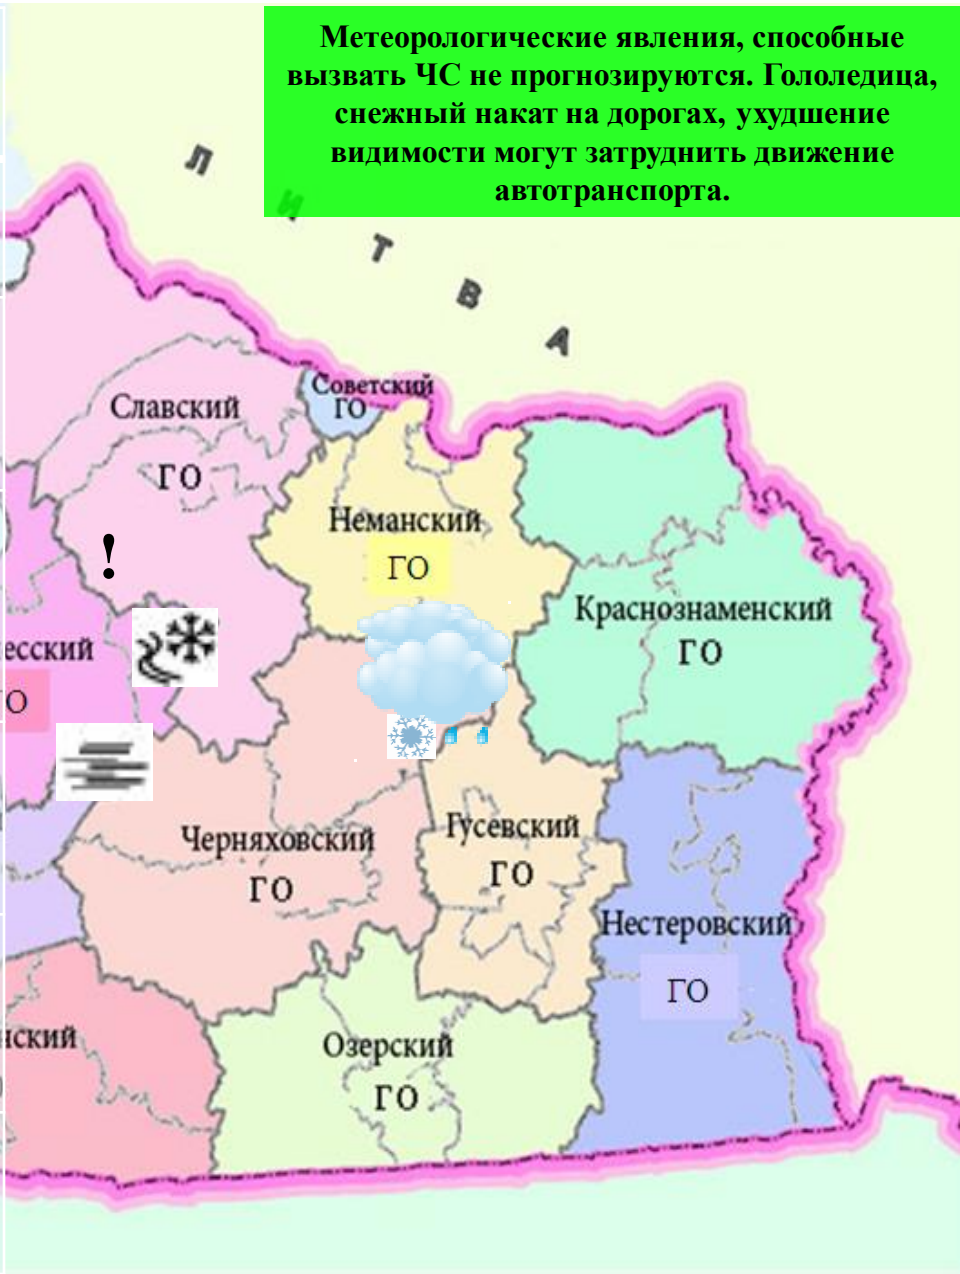 Метеорологические явления, способные
вызвать ЧС не прогнозируются. Гололедица,
снежный накат на дорогах, ухудшение
видимости могут затруднить движение
автотранспорта.
ЛИТВА
Советский
ГО
Славский
ГО
Неманский
ГО
!
Краснознаменский
ГО
есский
О
Гусевский
ГО
Черняховский
ГО
Нестеровский
ГО
нский
Озерский
ГО